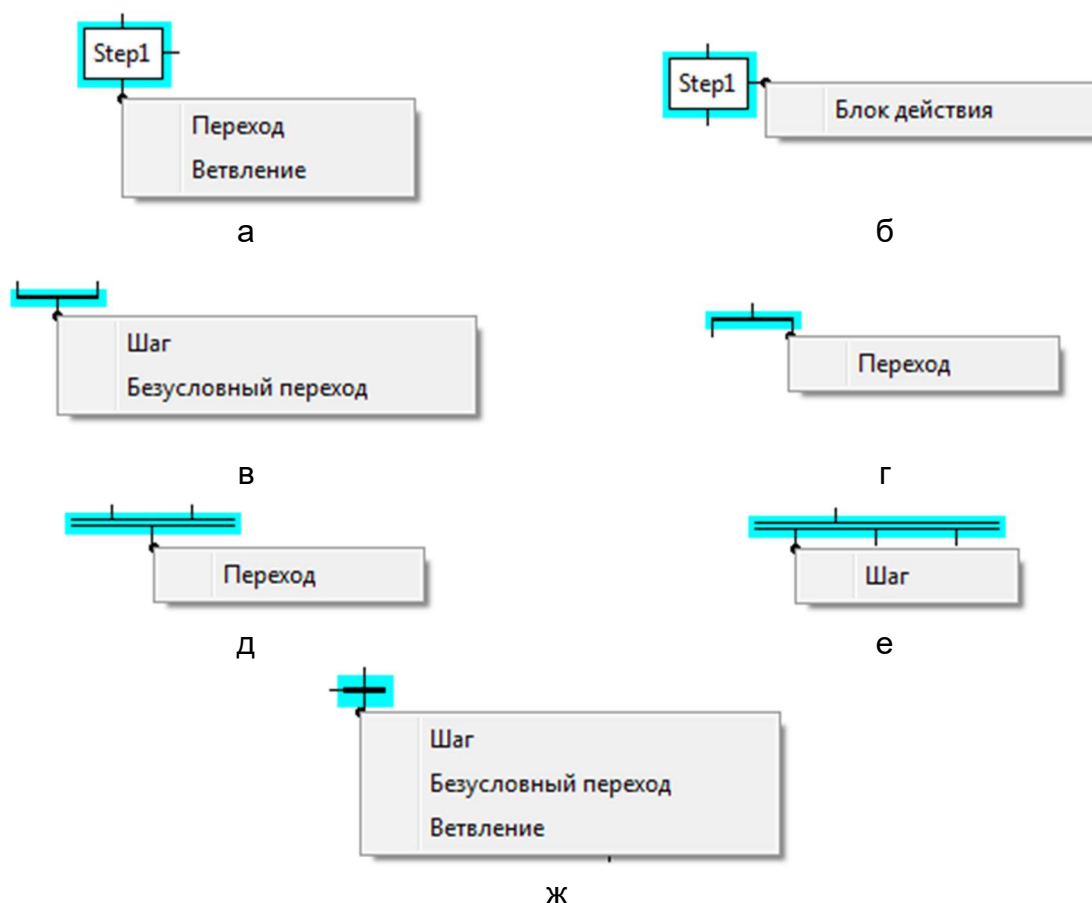 Step1
Переход
Ветвление
а
Step1
Блок действия
б
Шаг
Безусловный переход
в
Переход
г
Переход
д
Шаг
е
Шаг
Безусловный переход
Ветвление
ж